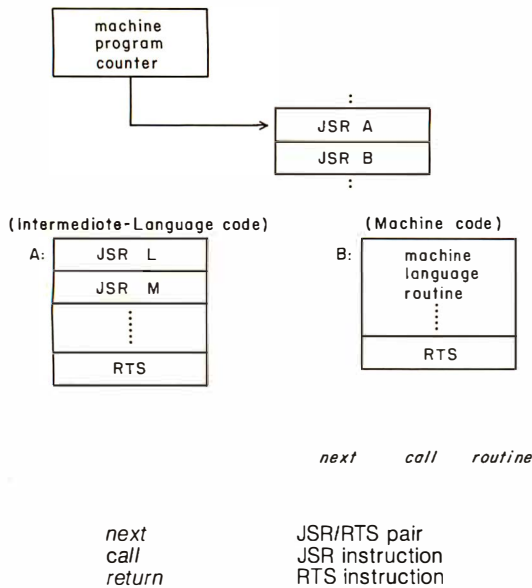 machine
program
counter
:
JSR A
JSR B
:
(Intermediate-Language code)
A:
JSR L
JSR M
RTS
(Machine code)
B:
machine
language
routine
RTS
next call routine
next JSR/RTS pair
call JSR instruction
return RTS instruction